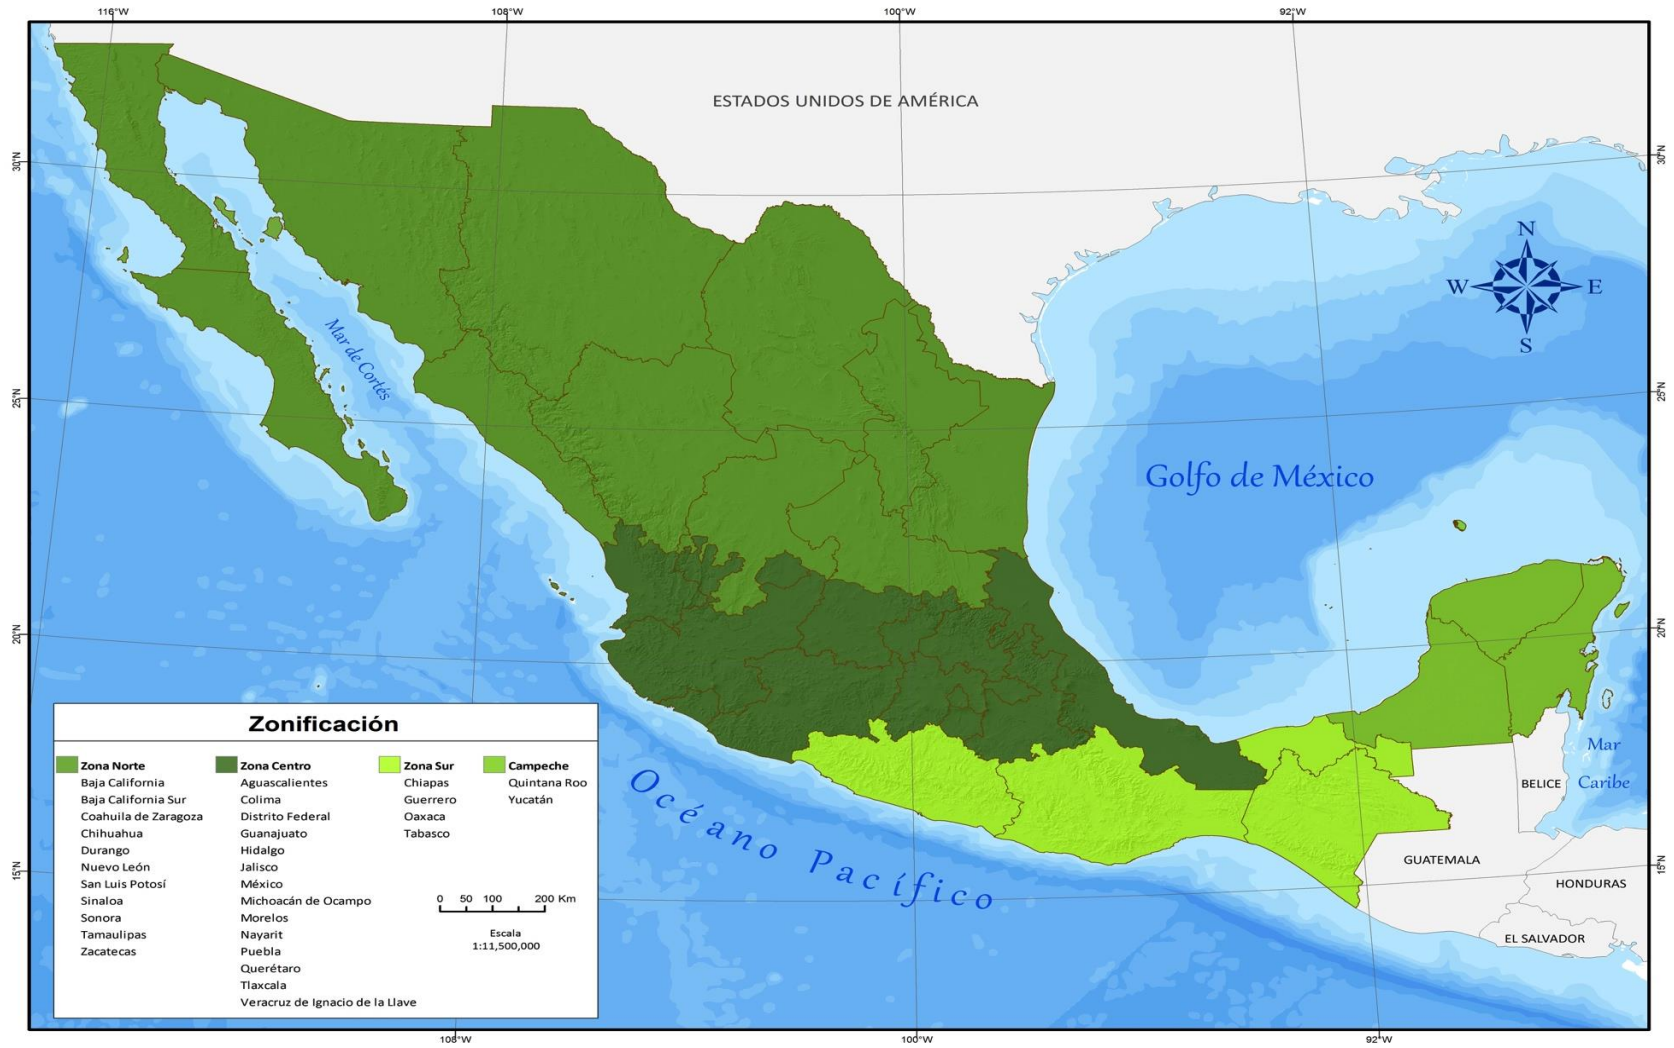 116°W
108°W
100°W
92°W
ESTADOS UNIDOS DE AMÉRICA
30°N
30°N
N
W
E
S
Mar de Cortés
25°N
25°N
Golfo de México
20°N
20°N
Zonificación
Zona Norte
Baja California
Baja California Sur
Coahuila de Zaragoza
Chihuahua
Durango
Nuevo León
San Luis Potosí
Sinaloa
Sonora
Tamaulipas
Zacatecas
Zona Centro
Aguascalientes
Colima
Distrito Federal
Guanajuato
Hidalgo
Jalisco
México
Michoacán de Ocampo
Morelos
Nayarit
Puebla
Querétaro
Tlaxcala
Veracruz de Ignacio de la Llave
Zona Sur
Chiapas
Guerrero
Oaxaca
Tabasco
Campeche
Quintana Roo
Yucatán
0 50 100 200 Km
Escala
1:11,500,000
Océano Pacífico
Mar
Caribe
BELICE
GUATEMALA
HONDURAS
EL SALVADOR
15°N
15°N
108°W
100°W
92°W